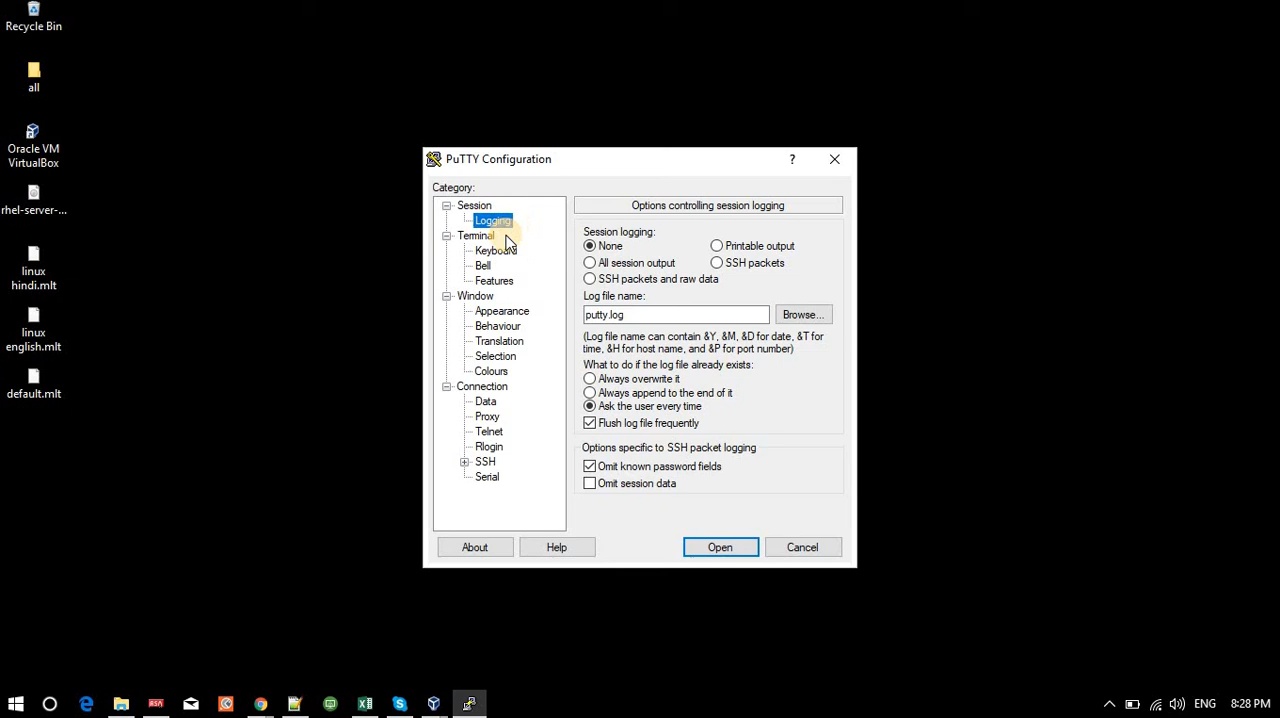 Recycle Bin
all
Oracle VM
VirtualBox
rhel-server-...
linux
hindi.mlt
linux
english.mlt
default.mlt
PuTTY Configuration
?
Category:
Session
Logging
Terminal
Keyboard
Bell
Features
Window
Appearance
Behaviour
Translation
Selection
Colours
Connection
Data
Proxy
Telnet
Rlogin
SSH
Serial
Options controlling session logging
Session logging:
None
Printable output
All session output
SSH packets
SSH packets and raw data
Log file name:
putty.log
Browse...
(Log file name can contain &Y, &M, &D for date, &T for
time, &H for host name, and &P for port number)
What to do if the log file already exists:
Always overwrite it
Always append to the end of it
Ask the user every time
Flush log file frequently
Options specific to SSH packet logging
Omit known password fields
Omit session data
About
Help
Open
Cancel
RSA
ENG
8:28 PM